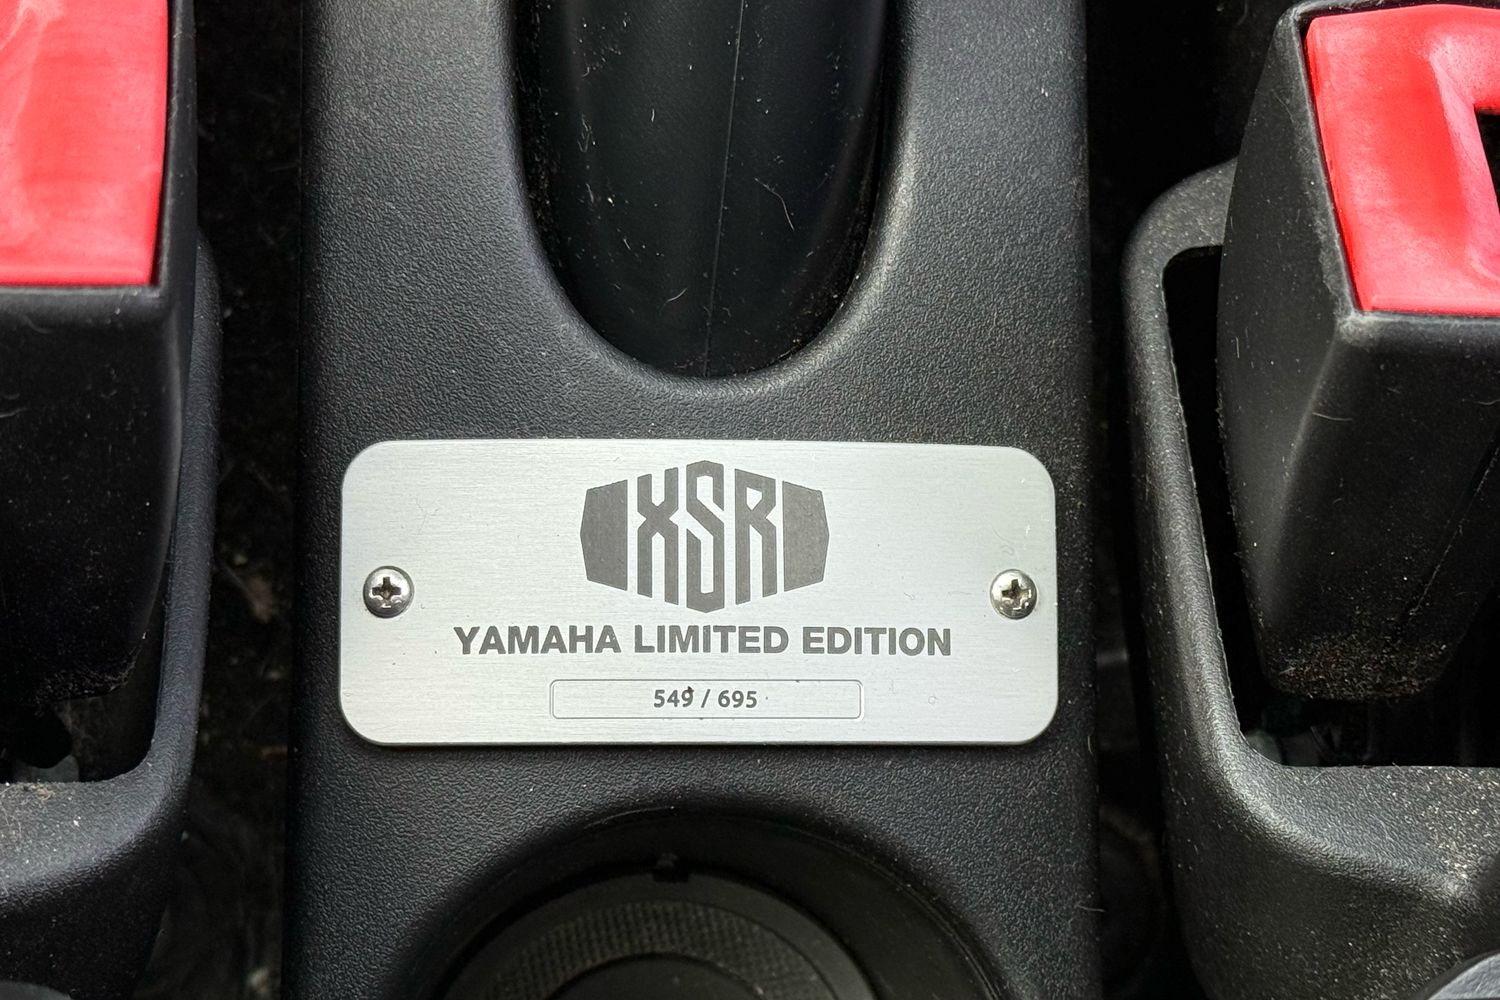 XSR
YAMAHA LIMITED EDITION
549 / 695